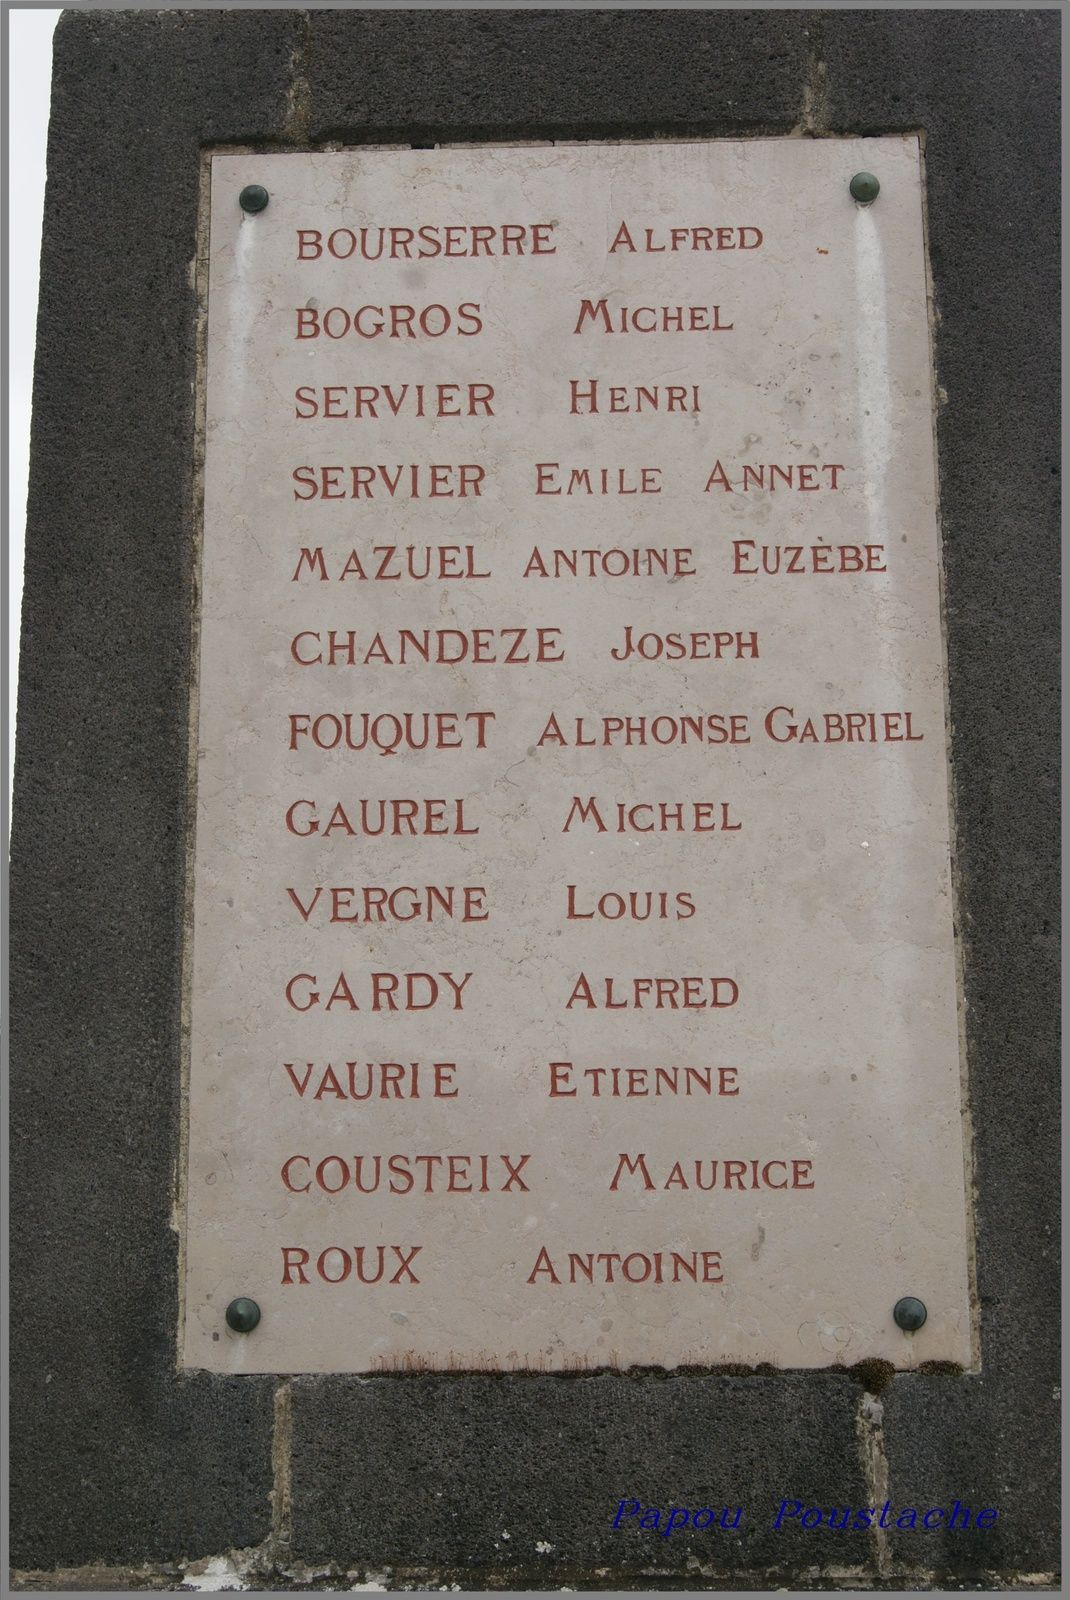 BOURSERRE ALFRED
BOGROS MICHEL
SERVIER HENRI
SERVIER EMILE ANNET
MAZUEL ANTOINE EUZÈBE
CHANDEZE JOSEPH
FOUQUET ALPHONSE GABRIEL
GAUREL MICHEL
VERGNE LOUIS
GARDY ALFRED
VAURIE ETIENNE
COUSTEIX MAURICE
ROUX ANTOINE
Papou Poustache